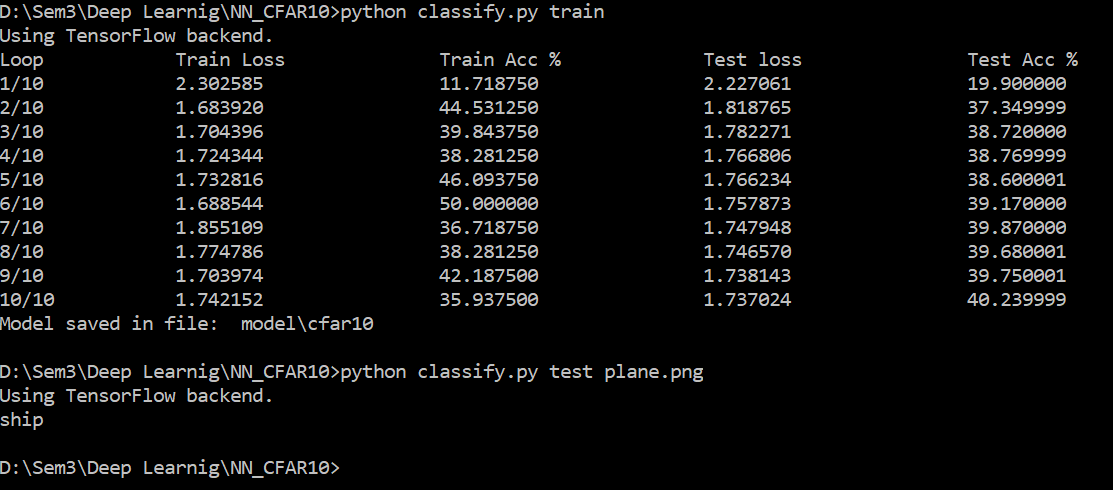 D:\Sem3\Deep Learnig\NN_CFAR10>python classify.py train
Using TensorFlow backend.
Loop Train Loss Train Acc % Test loss Test Acc %
1/10 2.302585 11.718750 2.227061 19.900000
2/10 1.683920 44.531250 1.818765 37.349999
3/10 1.704396 39.843750 1.782271 38.720000
4/10 1.724344 38.281250 1.766806 38.769999
5/10 1.732816 46.093750 1.766234 38.600001
6/10 1.688544 50.000000 1.757873 39.170000
7/10 1.855109 36.718750 1.747948 39.870000
8/10 1.774786 38.281250 1.746570 39.680001
9/10 1.703974 42.187500 1.738143 39.750001
10/10 1.742152 35.937500 1.737024 40.239999
Model saved in file:  model\cfar10
D:\Sem3\Deep Learnig\NN_CFAR10>python classify.py test plane.png
Using TensorFlow backend.
ship
D:\Sem3\Deep Learnig\NN_CFAR10>